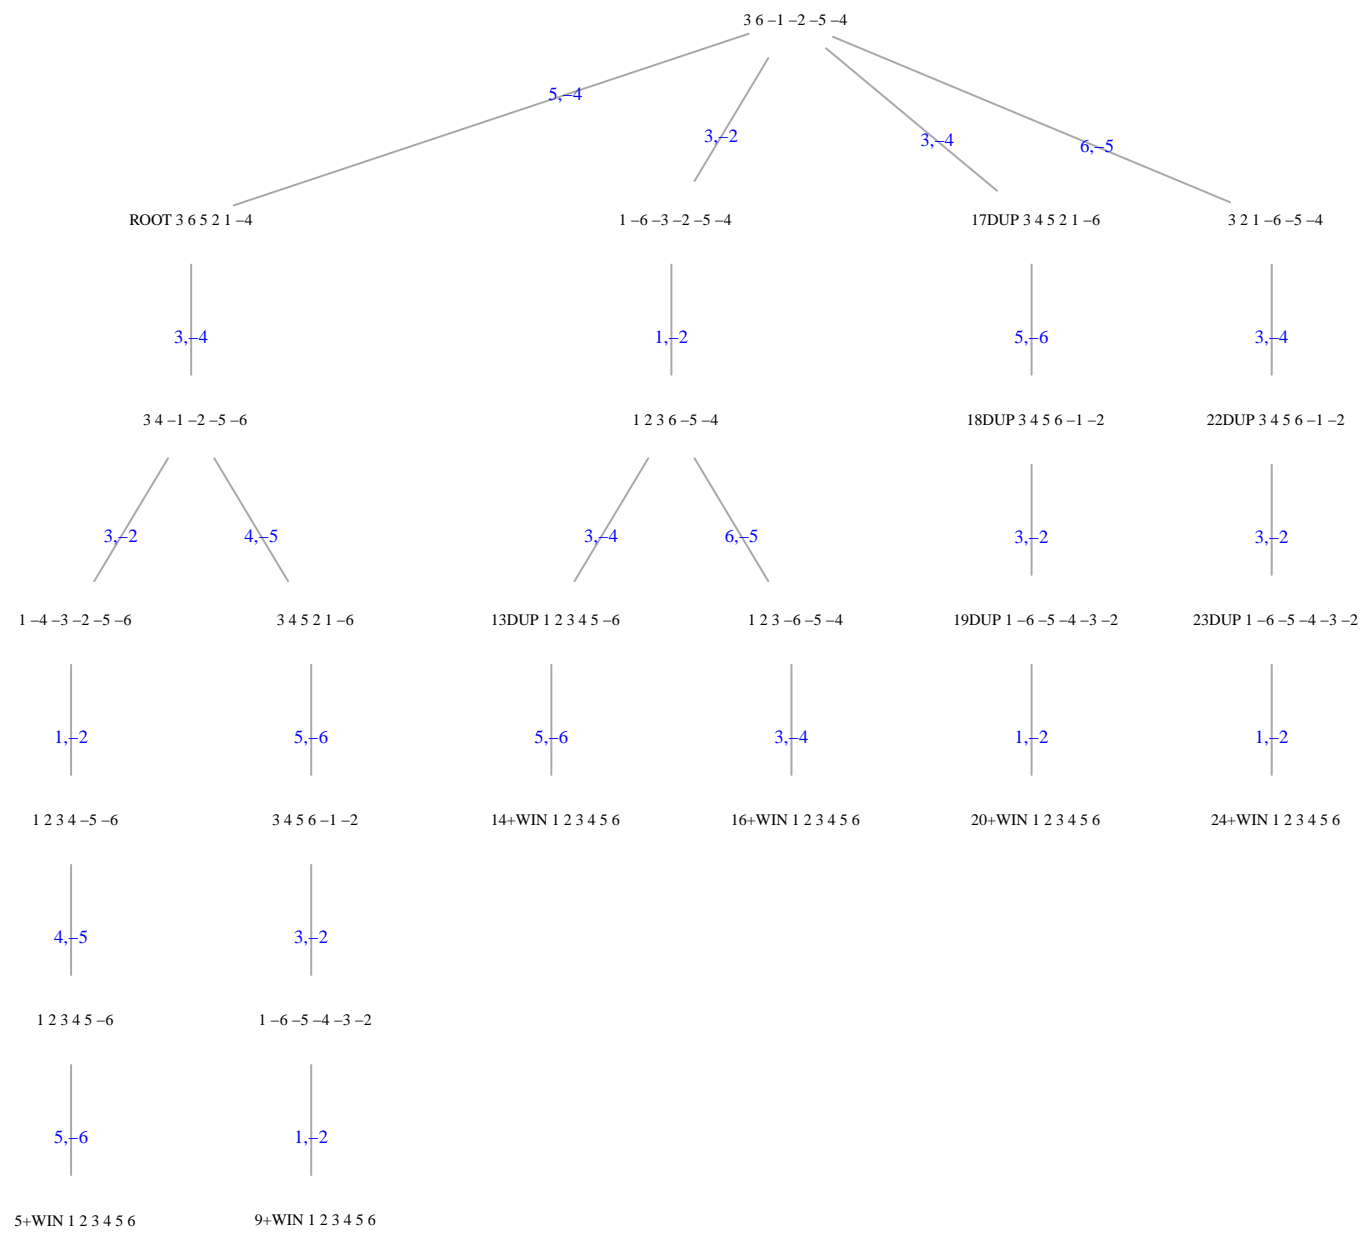 3 6 –1 –2 –5 –4
5,–4
3,–2
3,–4
6,–5
ROOT 3 6 5 2 1 –4
1 –6 –3 –2 –5 –4
17DUP 3 4 5 2 1 –6
3 2 1 –6 –5 –4
3,–4
1,–2
5,–6
3,–4
3 4 –1 –2 –5 –6
1 2 3 6 –5 –4
18DUP 3 4 5 6 –1 –2
22DUP 3 4 5 6 –1 –2
3,–2
4,–5
3,–4
6,–5
3,–2
3,–2
1 –4 –3 –2 –5 –6
3 4 5 2 1 –6
13DUP 1 2 3 4 5 –6
1 2 3 –6 –5 –4
19DUP 1 –6 –5 –4 –3 –2
23DUP 1 –6 –5 –4 –3 –2
1,–2
5,–6
5,–6
3,–4
1,–2
1,–2
1 2 3 4 –5 –6
3 4 5 6 –1 –2
14+WIN 1 2 3 4 5 6
16+WIN 1 2 3 4 5 6
20+WIN 1 2 3 4 5 6
24+WIN 1 2 3 4 5 6
4,–5
3,–2
1 2 3 4 5 –6
1 –6 –5 –4 –3 –2
5,–6
1,–2
5+WIN 1 2 3 4 5 6
9+WIN 1 2 3 4 5 6